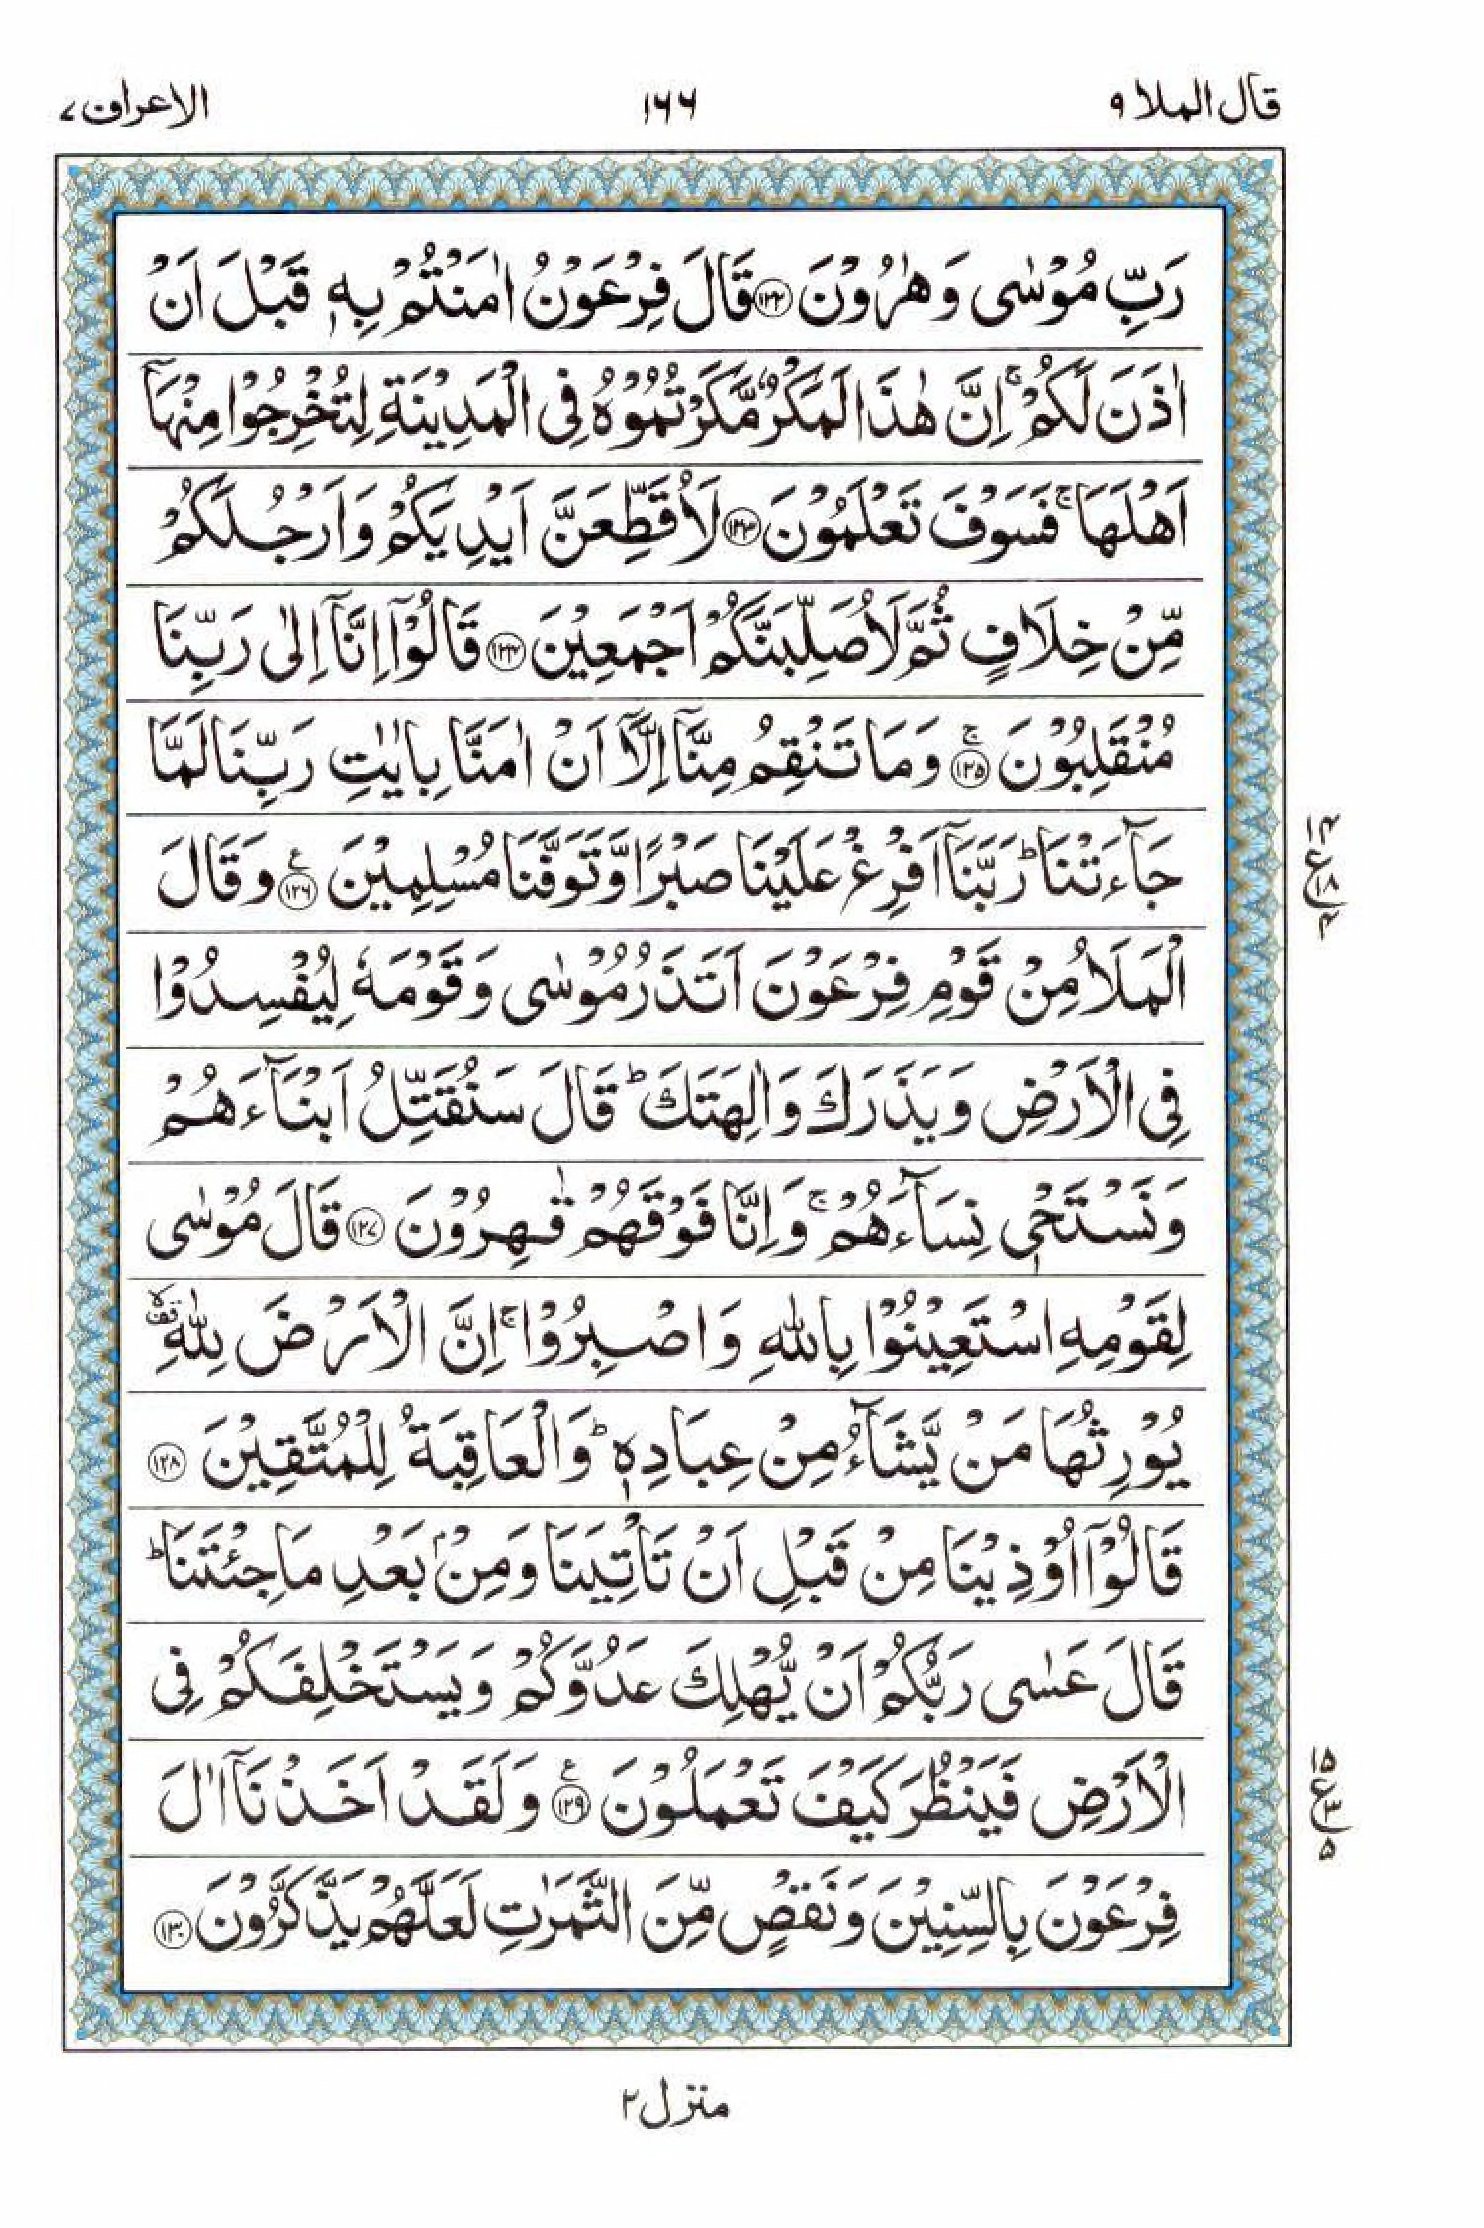 قال الملا ٩
١٦٦
الاعراف ٧
رَبِّ مُوْسٰى وَهٰرُوْنَ ﴿١٢٢﴾ قَالَ فِرْعَوْنُ اٰمَنْتُمْ بِهٖ قَبْلَ اَنْ
اٰذَنَ لَكُمْ ۚ اِنَّ هٰذَا لَمَكْرٌ مَّكَرْتُمُوْهُ فِى الْمَدِيْنَةِ لِتُخْرِجُوْا مِنْهَاۤ
اَهْلَهَا ۚ فَسَوْفَ تَعْلَمُوْنَ ﴿١٢٣﴾ لَاُقَطِّعَنَّ اَيْدِيَكُمْ وَاَرْجُلَكُمْ
مِّنْ خِلَافٍ ثُمَّ لَاُصَلِّبَنَّكُمْ اَجْمَعِيْنَ ﴿١٢٤﴾ قَالُوْۤا اِنَّاۤ اِلٰى رَبِّنَا
مُنْقَلِبُوْنَ ﴿١٢٥﴾ۚ وَمَا تَنْقِمُ مِنَّاۤ اِلَّاۤ اَنْ اٰمَنَّا بِاٰيٰتِ رَبِّنَا لَمَّا
جَآءَتْنَا ؕ رَبَّنَاۤ اَفْرِغْ عَلَيْنَا صَبْرًا وَّتَوَفَّنَا مُسْلِمِيْنَ ﴿١٢٦﴾ ع وَقَالَ
الْمَلَاُ مِنْ قَوْمِ فِرْعَوْنَ اَتَذَرُ مُوْسٰى وَقَوْمَهٗ لِيُفْسِدُوْا
فِى الْاَرْضِ وَيَذَرَكَ وَاٰلِهَتَكَ ؕ قَالَ سَنُقَتِّلُ اَبْنَآءَهُمْ
وَنَسْتَحْىٖ نِسَآءَهُمْ ۚ وَاِنَّا فَوْقَهُمْ قٰهِرُوْنَ ﴿١٢٧﴾ قَالَ مُوْسٰى
لِقَوْمِهِ اسْتَعِيْنُوْا بِاللّٰهِ وَاصْبِرُوْا ۚ اِنَّ الْاَرْضَ لِلّٰهِ
يُوْرِثُهَا مَنْ يَّشَآءُ مِنْ عِبَادِهٖ ؕ وَالْعَاقِبَةُ لِلْمُتَّقِيْنَ ﴿١٢٨﴾
قَالُوْۤا اُوْذِيْنَا مِنْ قَبْلِ اَنْ تَاْتِيَنَا وَمِنْۢ بَعْدِ مَا جِئْتَنَا ؕ
قَالَ عَسٰى رَبُّكُمْ اَنْ يُّهْلِكَ عَدُوَّكُمْ وَيَسْتَخْلِفَكُمْ فِى
الْاَرْضِ فَيَنْظُرَ كَيْفَ تَعْمَلُوْنَ ﴿١٢٩﴾ ع وَلَقَدْ اَخَذْنَاۤ اٰلَ
فِرْعَوْنَ بِالسِّنِيْنَ وَنَقْصٍ مِّنَ الثَّمَرٰتِ لَعَلَّهُمْ يَذَّكَّرُوْنَ ﴿١٣٠﴾
١٤
ع
١٨
٤
١٥
ع
٣
٥
منزل ٢